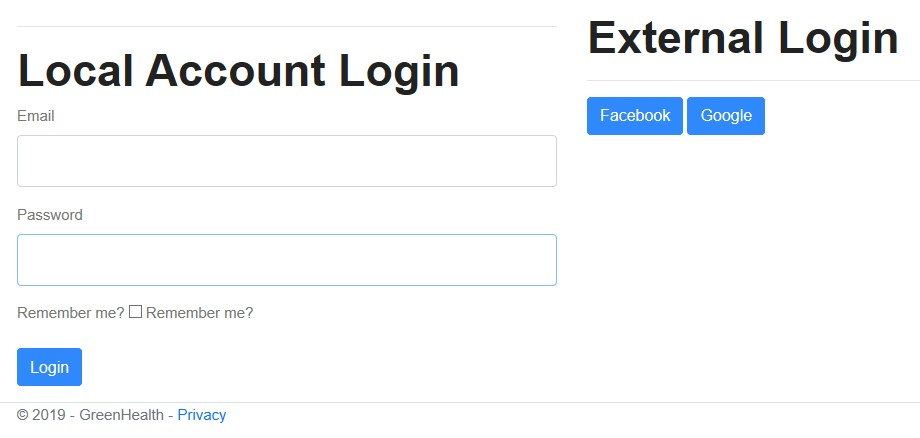 Local Account Login
Email
Password
Remember me? Remember me?
Login
External Login
Facebook Google
© 2019 - GreenHealth - Privacy